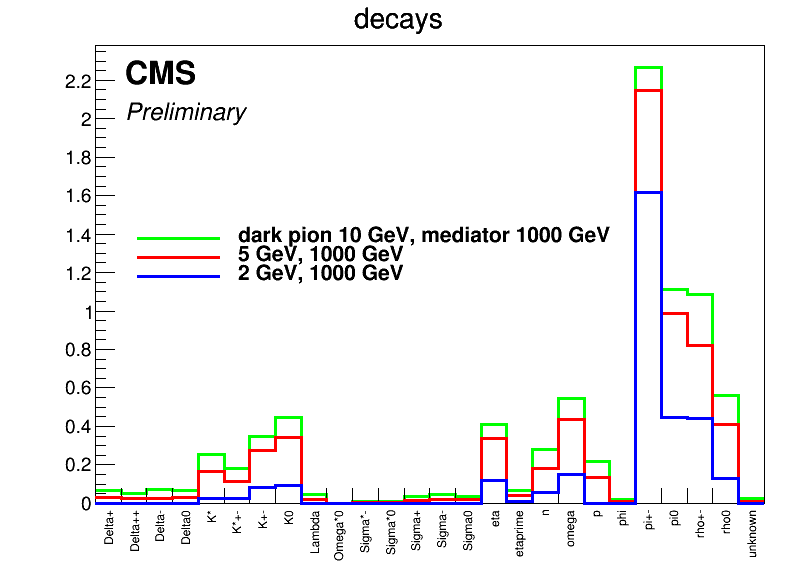 decays
CMS
Preliminary
dark pion 10 GeV, mediator 1000 GeV
5 GeV, 1000 GeV
2 GeV, 1000 GeV
2.2
2
1.8
1.6
1.4
1.2
1
0.8
0.6
0.4
0.2
0
Delta+
Delta++
Delta-
Delta0
K*
K*+-
K+-
K0
Lambda
Omega*0
Sigma*-
Sigma*0
Sigma+
Sigma-
Sigma0
eta
etaprime
n
omega
p
phi
pi+-
pi0
rho+-
rho0
unknown